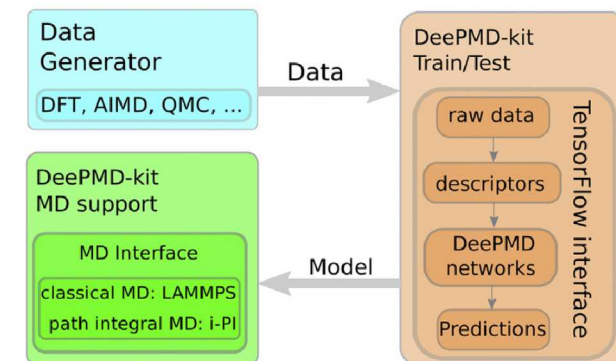 Data
Generator
DFT, AIMD, QMC, ...
Data
DeePMD-kit
Train/Test
raw data
descriptors
DeePMD
networks
Predictions
TensorFlow interface
Model
DeePMD-kit
MD support
MD Interface
classical MD: LAMMPS
path integral MD: i-PI